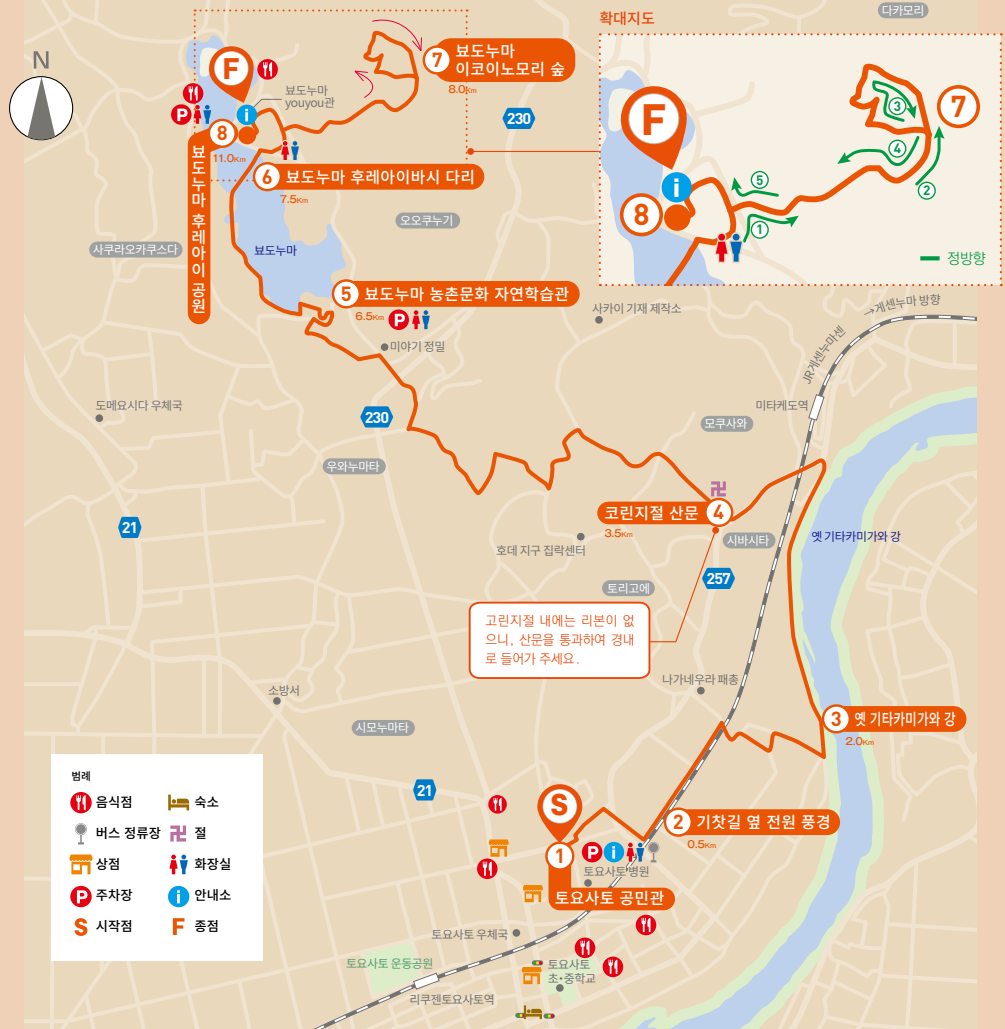 확대지도
다카모리
N
F
7
뵤도누마
이코이노모리 숲
8.0Km
뵤도누마
youyou관
P
i
8
11.0Km
뵤도누마 후레아이 공원
230
6
뵤도누마 후레아이바시 다리
7.5Km
오오쿠누기
사쿠라오카쿠스다
뵤도누마
F
i
8
7
3
4
2
5
1
정방향
5
뵤도누마 농촌문화 자연학습관
6.5Km
P
미야기 정밀
사카이 기재 제작소
→게센누마 방향
JR게센누마센
미타케도역
도메요시다 우체국
230
모쿠사와
우와누마타
21
코린지절 산문
4
3.5Km
시바시타
옛 기타카미가와 강
호데 지구 집락센터
257
토리고에
고린지절 내에는 리본이 없
으니, 산문을 통과하여 경내
로 들어가 주세요.
나가네우라 패총
소방서
시모누마타
3
옛 기타카미가와 강
2.0Km
21
S
1
2
기찻길 옆 전원 풍경
0.5Km
P
i
토요사토 병원
토요사토 공민관
토요사토 우체국
토요사토 운동공원
토요사토
초•중학교
리쿠젠토요사토역
범례
음식점
숙소
버스 정류장
절
상점
화장실
P
주차장
i
안내소
S
시작점
F
종점